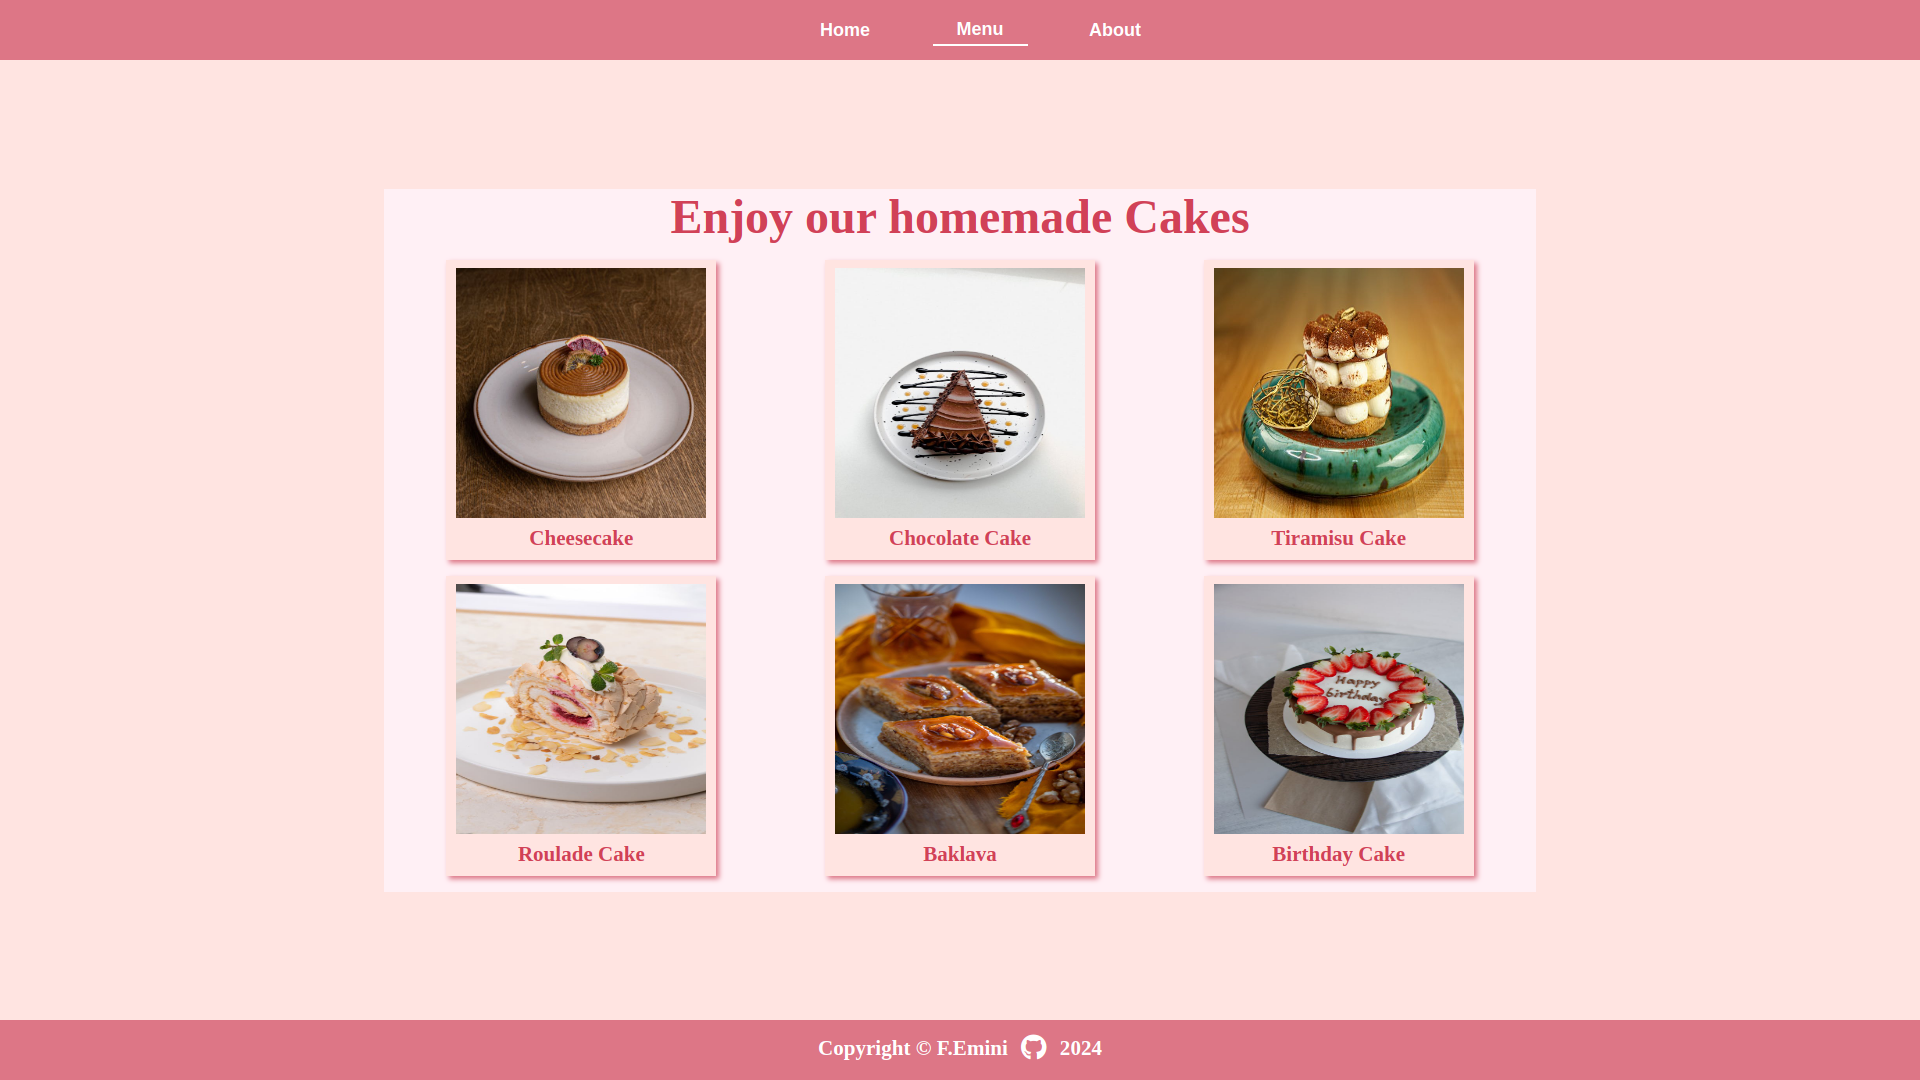 Home
Menu
About
Enjoy our homemade Cakes
Cheesecake
Chocolate Cake
Tiramisu Cake
Happy
birthday
Roulade Cake
Baklava
Birthday Cake
Copyright © F.Emini 2024